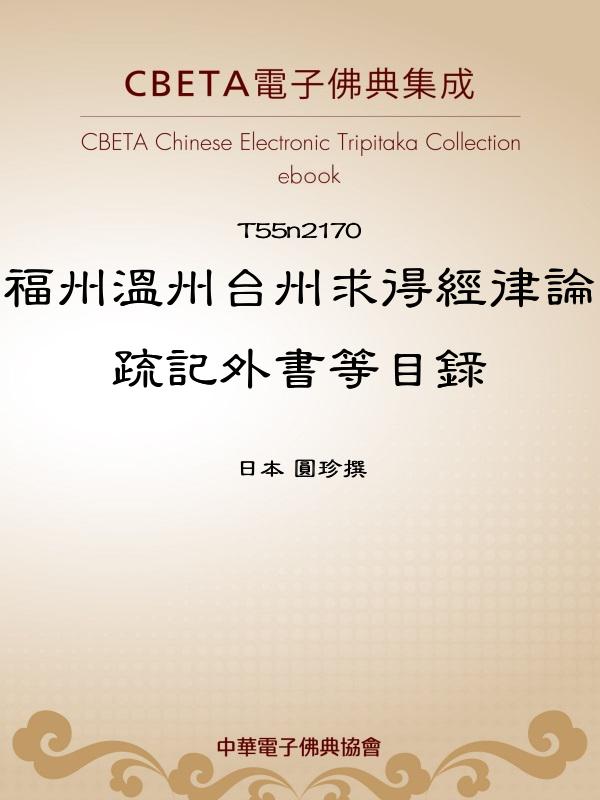 CBETA電子佛典集成
CBETA Chinese Electronic Tripitaka Collection
ebook
T55n2170
福州溫州台州求得經律論
疏記外書等目錄
日本 圓珍撰
中華電子佛典協會